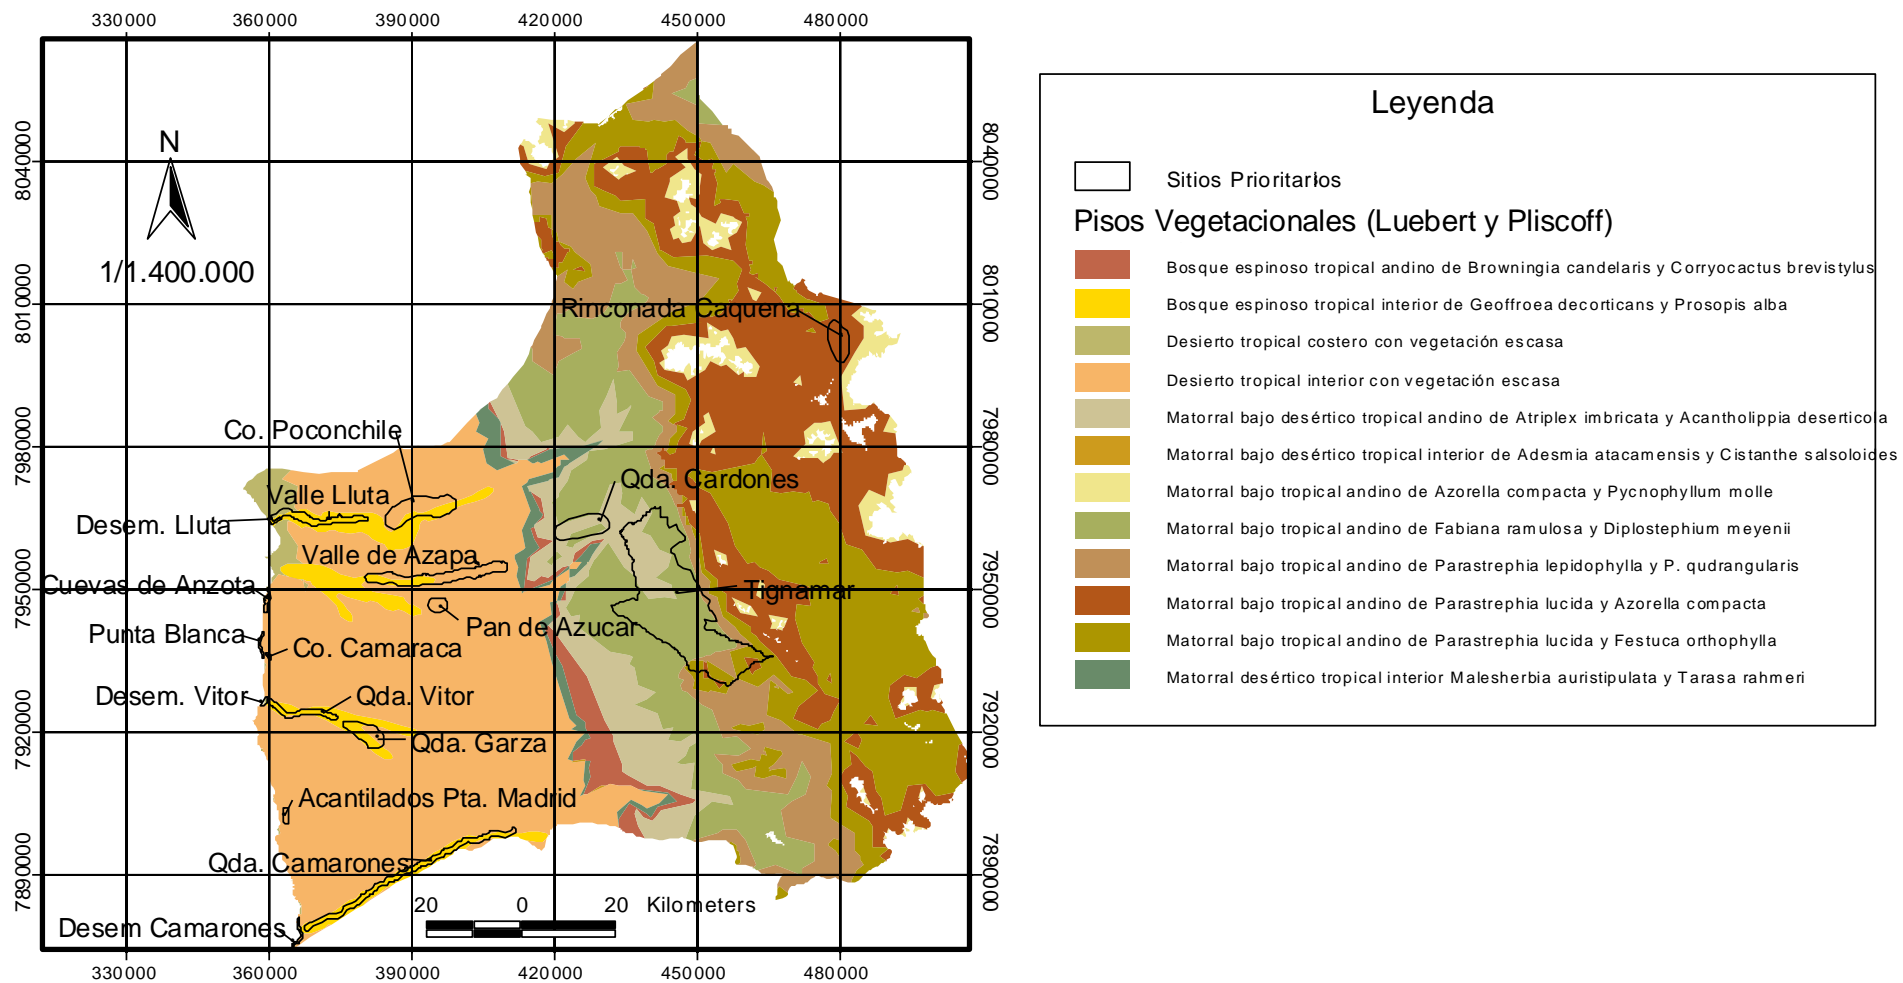 330000 360000 390000 420000 450000 480000
8040000
8010000
7980000
7950000
7920000
7890000
N
1/1.400.000
Rinconada Caquena
Co. Poconchile
Qda. Cardones
Valle Lluta
Desem. Lluta
Valle de Azapa
Cuevas de Anzota
Tignamar
Pan de Azucar
Punta Blanca
Co. Camaraca
Desem. Vitor
Qda. Vitor
Qda. Garza
Acantilados Pta. Madrid
Qda. Camarones
20 0 20 Kilometers
Desem Camarones
8040000
8010000
7980000
7950000
7920000
7890000
330000 360000 390000 420000 450000 480000
Leyenda
Sitios Prioritarios
Pisos Vegetacionales (Luebert y Pliscoff)
Bosque espinoso tropical andino de Browningia candelaris y Corryocactus brevistylus
Bosque espinoso tropical interior de Geoffroea decorticans y Prosopis alba
Desierto tropical costero con vegetación escasa
Desierto tropical interior con vegetación escasa
Matorral bajo desértico tropical andino de Atriplex imbricata y Acantholippia deserticola
Matorral bajo desértico tropical interior de Adesmia atacamensis y Cistanthe salsoloides
Matorral bajo tropical andino de Azorella compacta y Pycnophyllum molle
Matorral bajo tropical andino de Fabiana ramulosa y Diplostephium meyenii
Matorral bajo tropical andino de Parastrephia lepidophylla y P. qudrangularis
Matorral bajo tropical andino de Parastrephia lucida y Azorella compacta
Matorral bajo tropical andino de Parastrephia lucida y Festuca orthophylla
Matorral desértico tropical interior Malesherbia auristipulata y Tarasa rahmeri